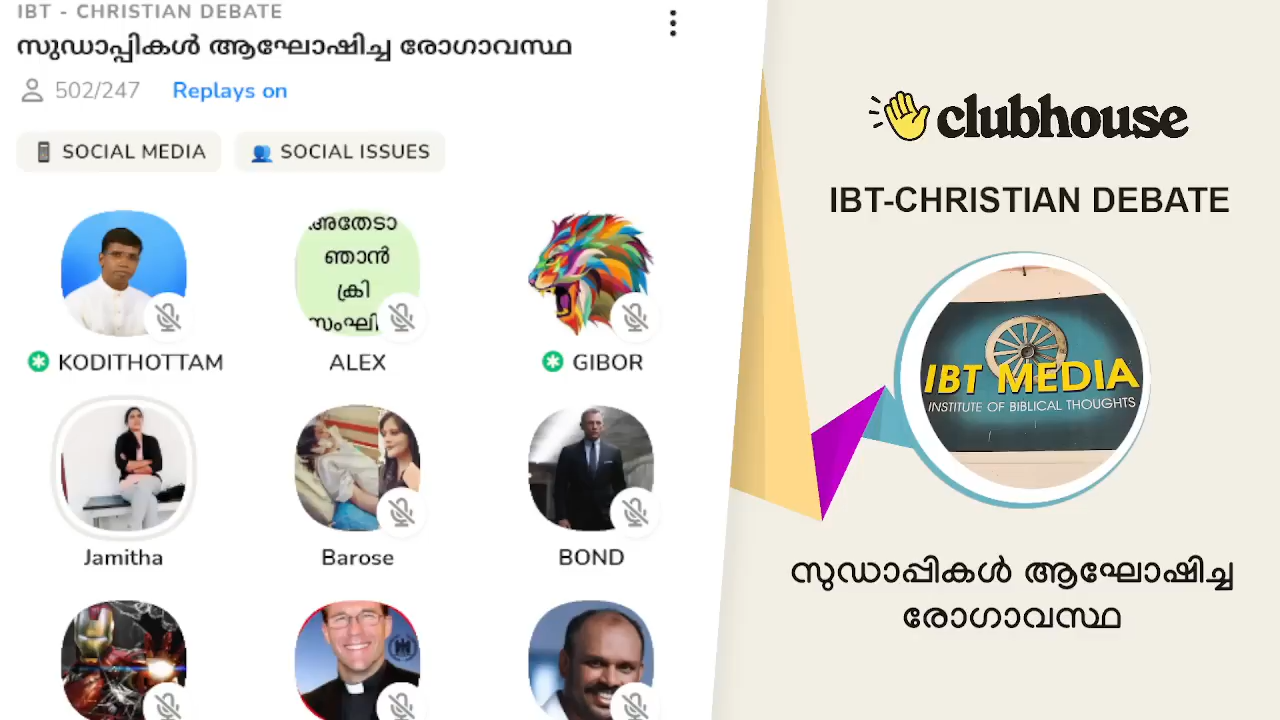 IBT - CHRISTIAN DEBATE
സുഡാപ്പികൾ ആഘോഷിച്ച രോഗാവസ്ഥ
502/247 Replays on
SOCIAL MEDIA SOCIAL ISSUES
അതേടാ
ഞാൻ
ക്രി
KODITHOTTAM ALEX GIBOR
Jamitha Barose BOND
clubhouse
IBT-CHRISTIAN DEBATE
IBT MEDIA
INSTITUTE OF BIBLICAL THOUGHTS
സുഡാപ്പികൾ ആഘോഷിച്ച
രോഗാവസ്ഥ